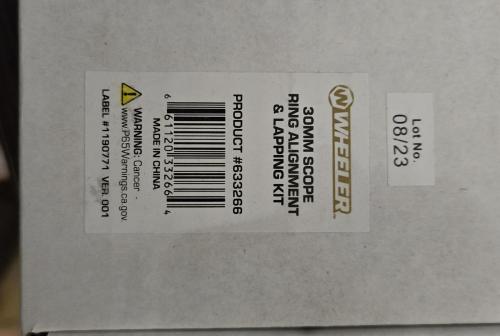 Lot No.
08/23
WHEELER
30MM SCOPE
RING ALIGNMENT
& LAPPING KIT
PRODUCT #633266
6 61120 33266 4
MADE IN CHINA
WARNING: Cancer -
www.P65Warnings.ca.gov
LABEL #1190771 VER. 001